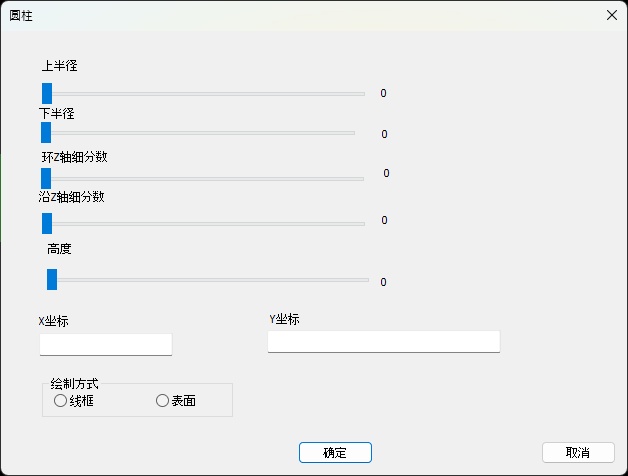 圆柱
上半径
0
下半径
0
环Z轴细分数
0
沿Z轴细分数
0
高度
0
X坐标
Y坐标
绘制方式
线框
表面
确定
取消